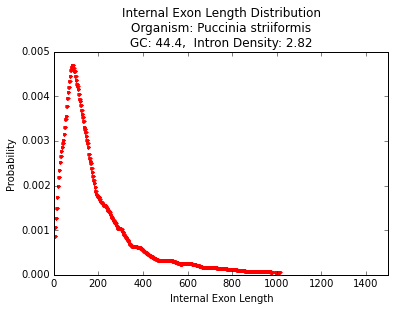 Internal Exon Length Distribution
Organism: Puccinia striiformis
GC: 44.4,  Intron Density: 2.82
0.005
0.004
0.003
0.002
0.001
0.000
Probability
0 200 400 600 800 1000 1200 1400
Internal Exon Length